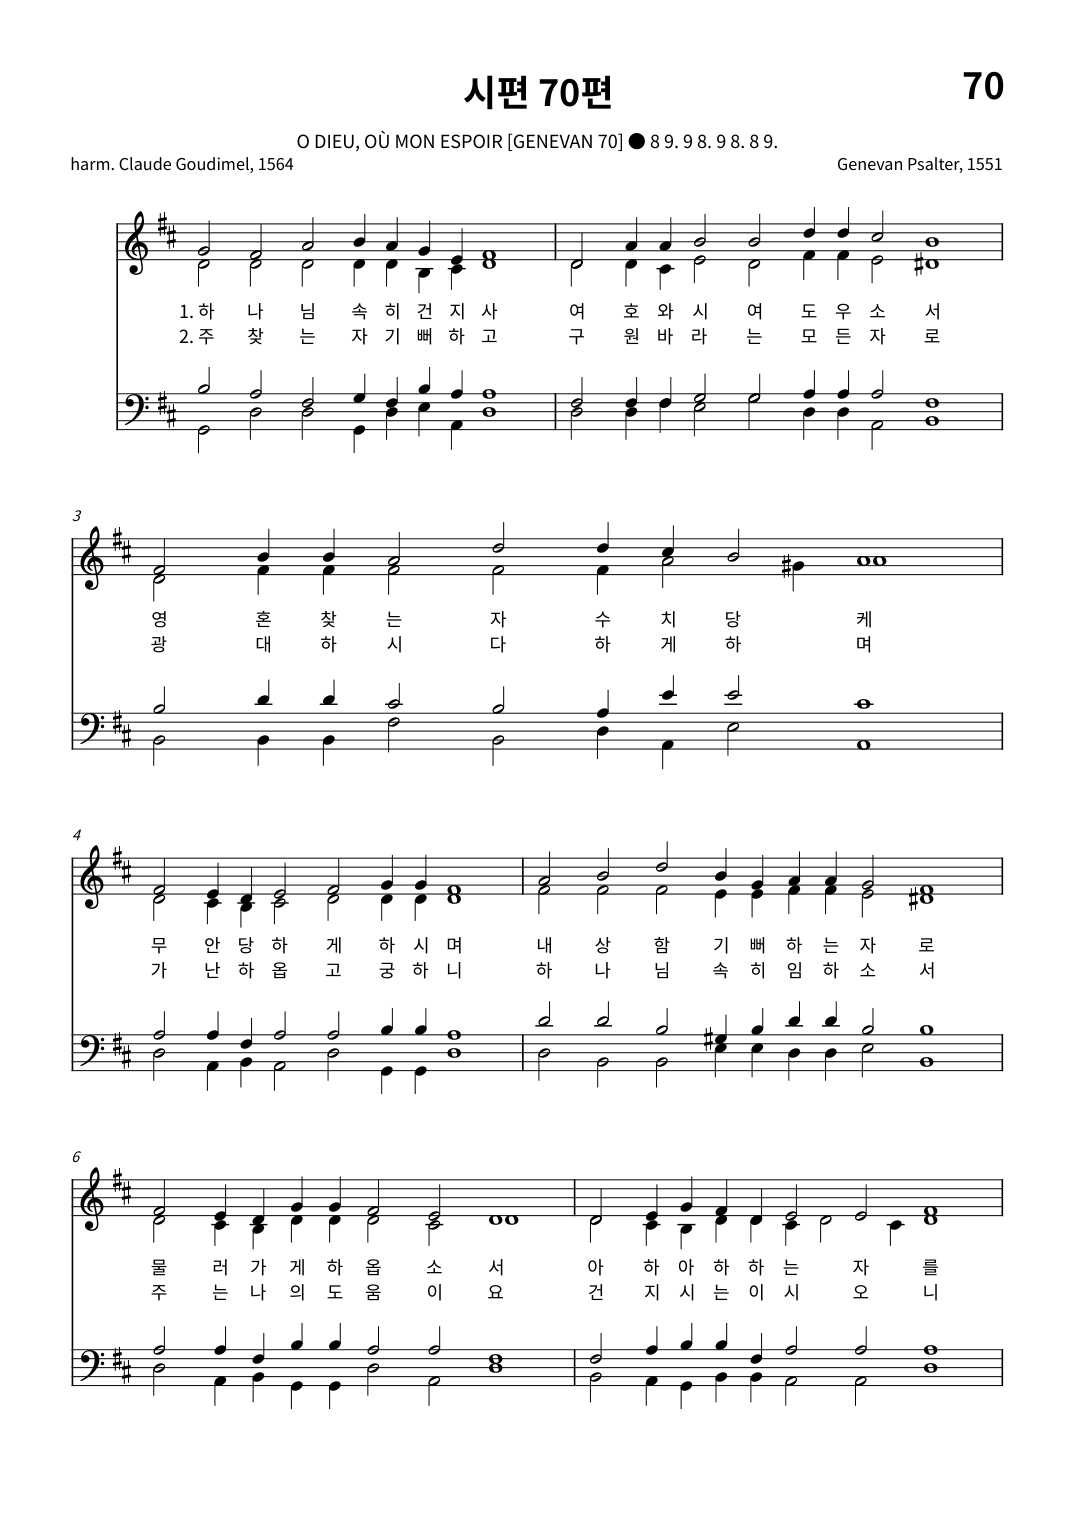 시편 70편
70
O DIEU, OÙ MON ESPOIR [GENEVAN 70] ● 8 9. 9 8. 9 8. 8 9.
harm. Claude Goudimel, 1564
Genevan Psalter, 1551
1. 하 나 님 속 히 건 지 사 여 호 와 시 여 도 우 소 서
2. 주 찾 는 자 기 뻐 하 고 구 원 바 라 는 모 든 자 로
3
영 혼 찾 는 자 수 치 당 케
광 대 하 시 다 하 게 하 며
4
무 안 당 하 게 하 시 며 내 상 함 기 뻐 하 는 자 로
가 난 하 옵 고 궁 하 니 하 나 님 속 히 임 하 소 서
6
물 러 가 게 하 옵 소 서 아 하 아 하 하 는 자 를
주 는 나 의 도 움 이 요 건 지 시 는 이 시 오 니